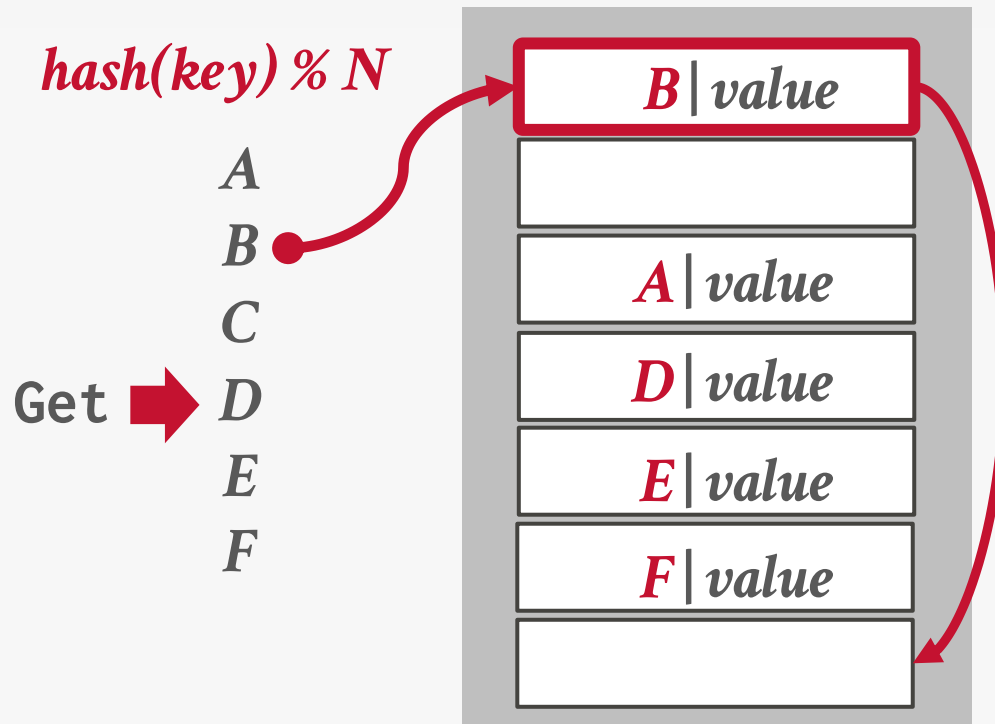 hash(key) % N
A
B
C
Get D
E
F
B|value
A|value
D|value
E|value
F|value